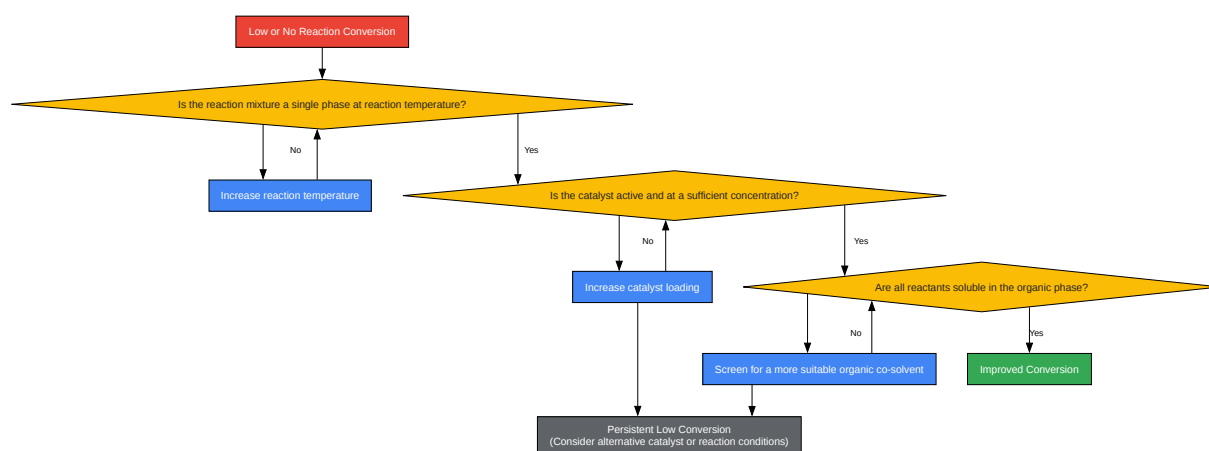 Low or No Reaction Conversion
Is the reaction mixture a single phase at reaction temperature?
No
Yes
Increase reaction temperature
Is the catalyst active and at a sufficient concentration?
No
Yes
Increase catalyst loading
Are all reactants soluble in the organic phase?
No
Yes
Screen for a more suitable organic co-solvent
Improved Conversion
Persistent Low Conversion
(Consider alternative catalyst or reaction conditions)